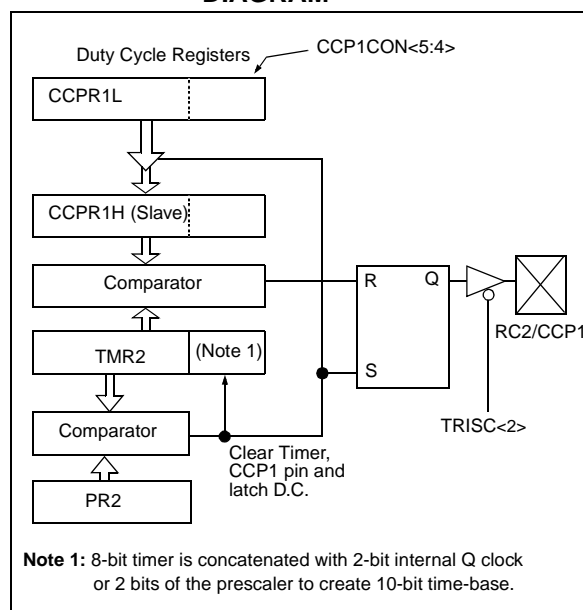 DIAGRAM
Duty Cycle Registers
CCP1CON<5:4>
CCPR1L
CCPR1H (Slave)
Comparator
R
Q
RC2/CCP1
TMR2
(Note 1)
S
TRISC<2>
Comparator
Clear Timer,
CCP1 pin and
latch D.C.
PR2
Note 1: 8-bit timer is concatenated with 2-bit internal Q clock
or 2 bits of the prescaler to create 10-bit time-base.